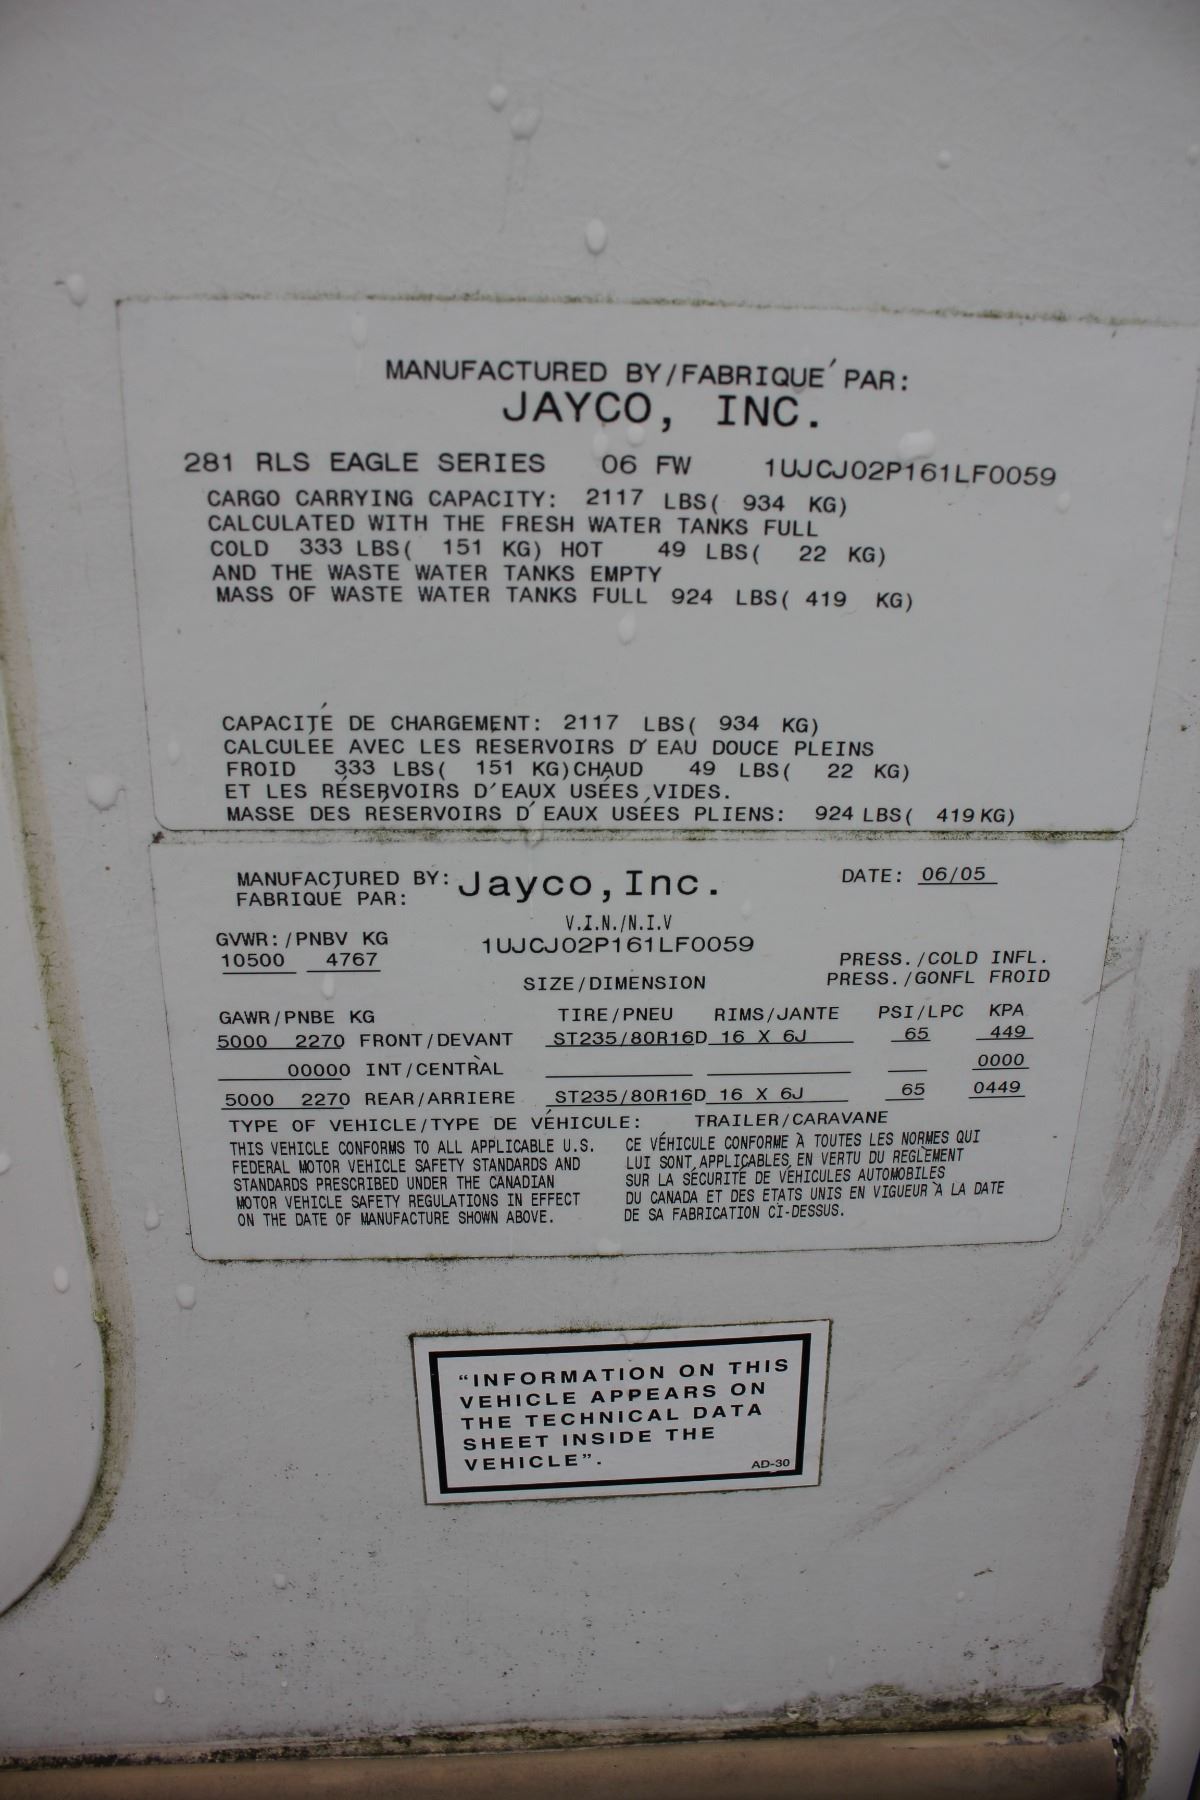 MANUFACTURED BY/FABRIQUÉ PAR:
JAYCO, INC.
281 RLS EAGLE SERIES 06 FW 1UJCJ02P161LF0059
CARGO CARRYING CAPACITY: 2117 LBS( 934 KG)
CALCULATED WITH THE FRESH WATER TANKS FULL
COLD 333 LBS( 151 KG) HOT 49 LBS( 22 KG)
AND THE WASTE WATER TANKS EMPTY
MASS OF WASTE WATER TANKS FULL 924 LBS( 419 KG)
CAPACITÉ DE CHARGEMENT: 2117 LBS( 934 KG)
CALCULEE AVEC LES RESERVOIRS D'EAU DOUCE PLEINS
FROID 333 LBS( 151 KG)CHAUD 49 LBS( 22 KG)
ET LES RÉSERVOIRS D'EAUX USÉES VIDES.
MASSE DES RÉSERVOIRS D'EAUX USÉES PLIENS: 924 LBS( 419 KG)
MANUFACTURED BY: Jayco, Inc. DATE: 06/05
FABRIQUÉ PAR:
V.I.N./N.I.V
GVWR:/PNBV KG 1UJCJ02P161LF0059
10500 4767 PRESS./COLD INFL.
SIZE/DIMENSION PRESS./GONFL FROID
GAWR/PNBE KG TIRE/PNEU RIMS/JANTE PSI/LPC KPA
5000 2270 FRONT/DEVANT ST235/80R16D 16 X 6J 65 449
00000 INT/CENTRAL 0000
5000 2270 REAR/ARRIÈRE ST235/80R16D 16 X 6J 65 0449
TYPE OF VEHICLE/TYPE DE VÉHICULE: TRAILER/CARAVANE
THIS VEHICLE CONFORMS TO ALL APPLICABLE U.S.
FEDERAL MOTOR VEHICLE SAFETY STANDARDS AND
STANDARDS PRESCRIBED UNDER THE CANADIAN
MOTOR VEHICLE SAFETY REGULATIONS IN EFFECT
ON THE DATE OF MANUFACTURE SHOWN ABOVE.
CE VÉHICULE CONFORME À TOUTES LES NORMES QUI
LUI SONT APPLICABLES EN VERTU DU RÈGLEMENT
SUR LA SÉCURITÉ DE VÉHICULES AUTOMOBILES
DU CANADA ET DES ETATS UNIS EN VIGUEUR À LA DATE
DE SA FABRICATION CI-DESSUS.
"INFORMATION ON THIS
VEHICLE APPEARS ON
THE TECHNICAL DATA
SHEET INSIDE THE
VEHICLE".
AD-30